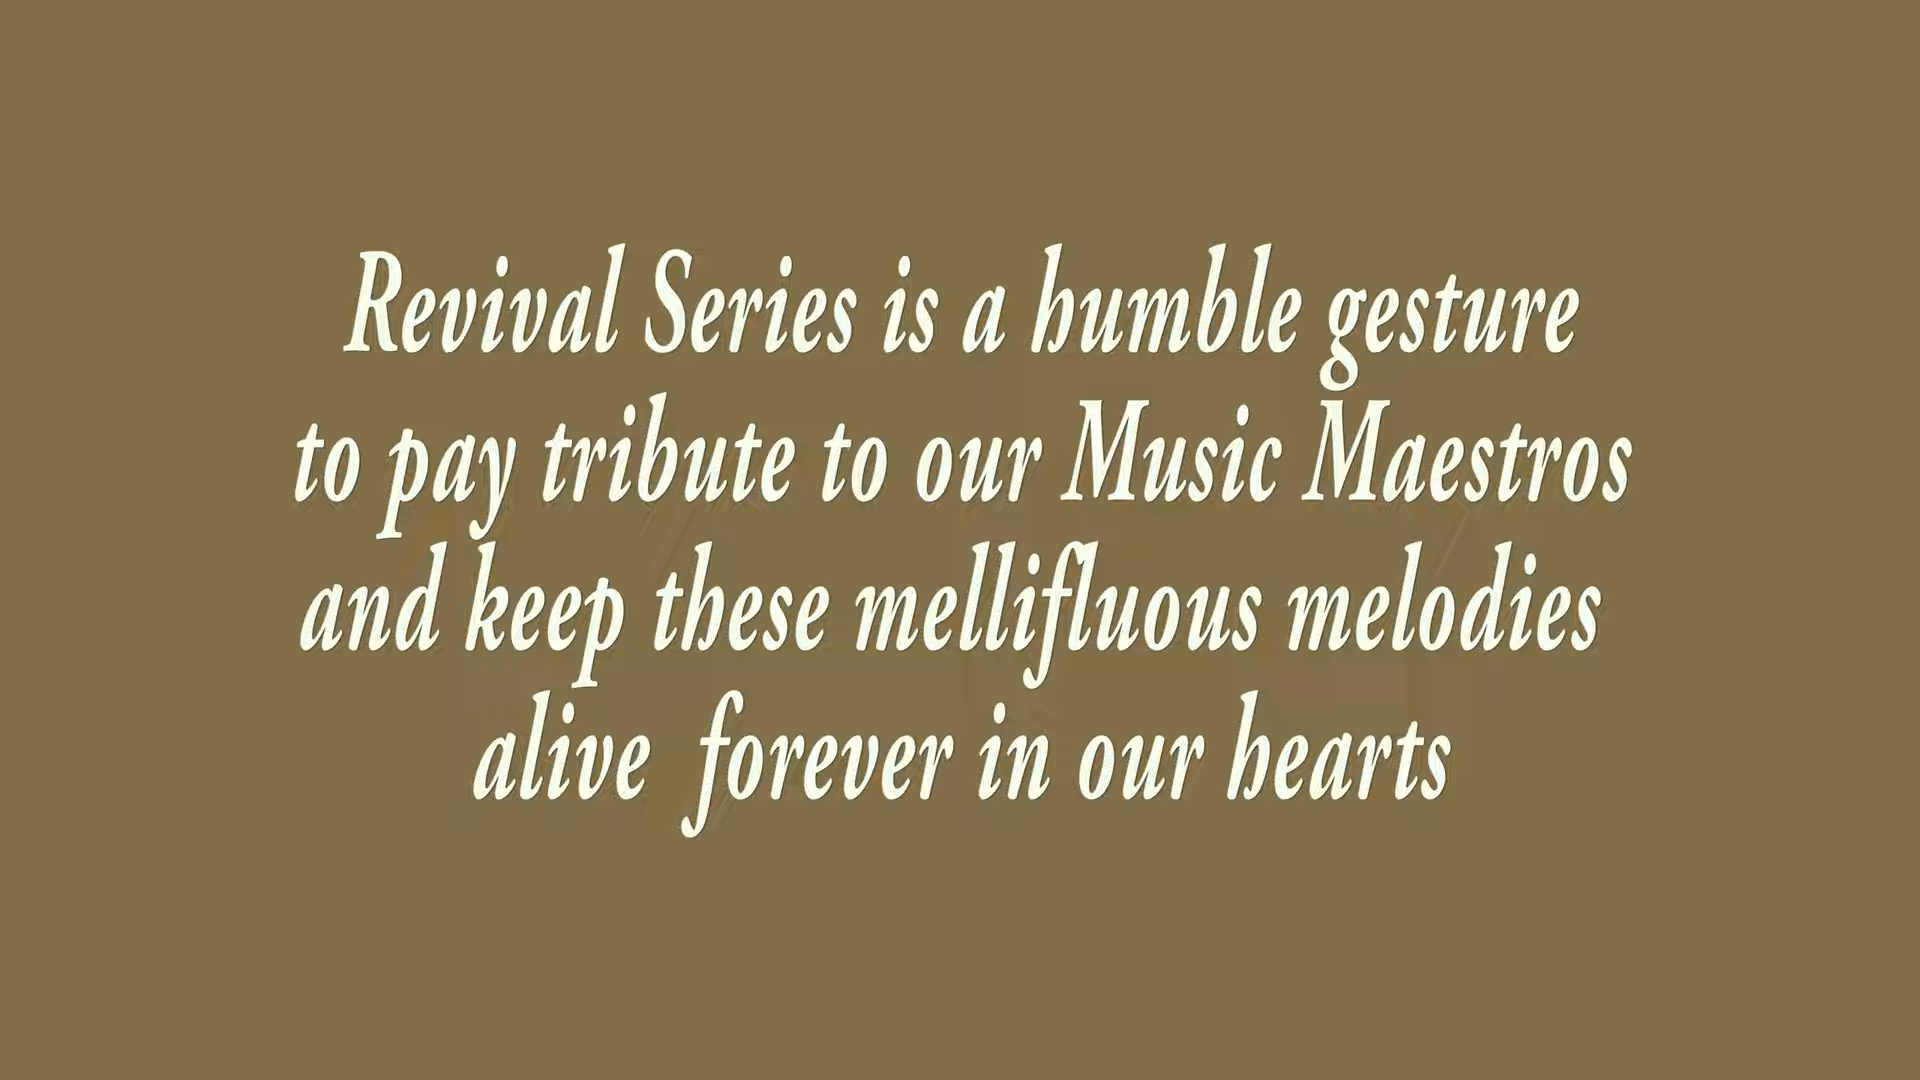 Revival Series is a humble gesture
to pay tribute to our Music Maestros
and keep these mellifluous melodies
alive  forever in our hearts